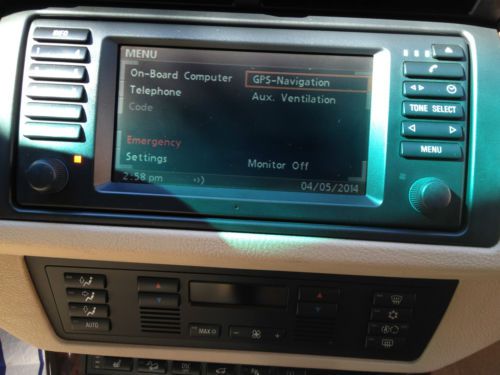 INFO
MENU
On-Board Computer GPS-Navigation
Telephone Aux. Ventilation
Code
Emergency
Settings Monitor Off
2:58 pm 04/05/2014
TONE SELECT
MENU
AUTO
MAX